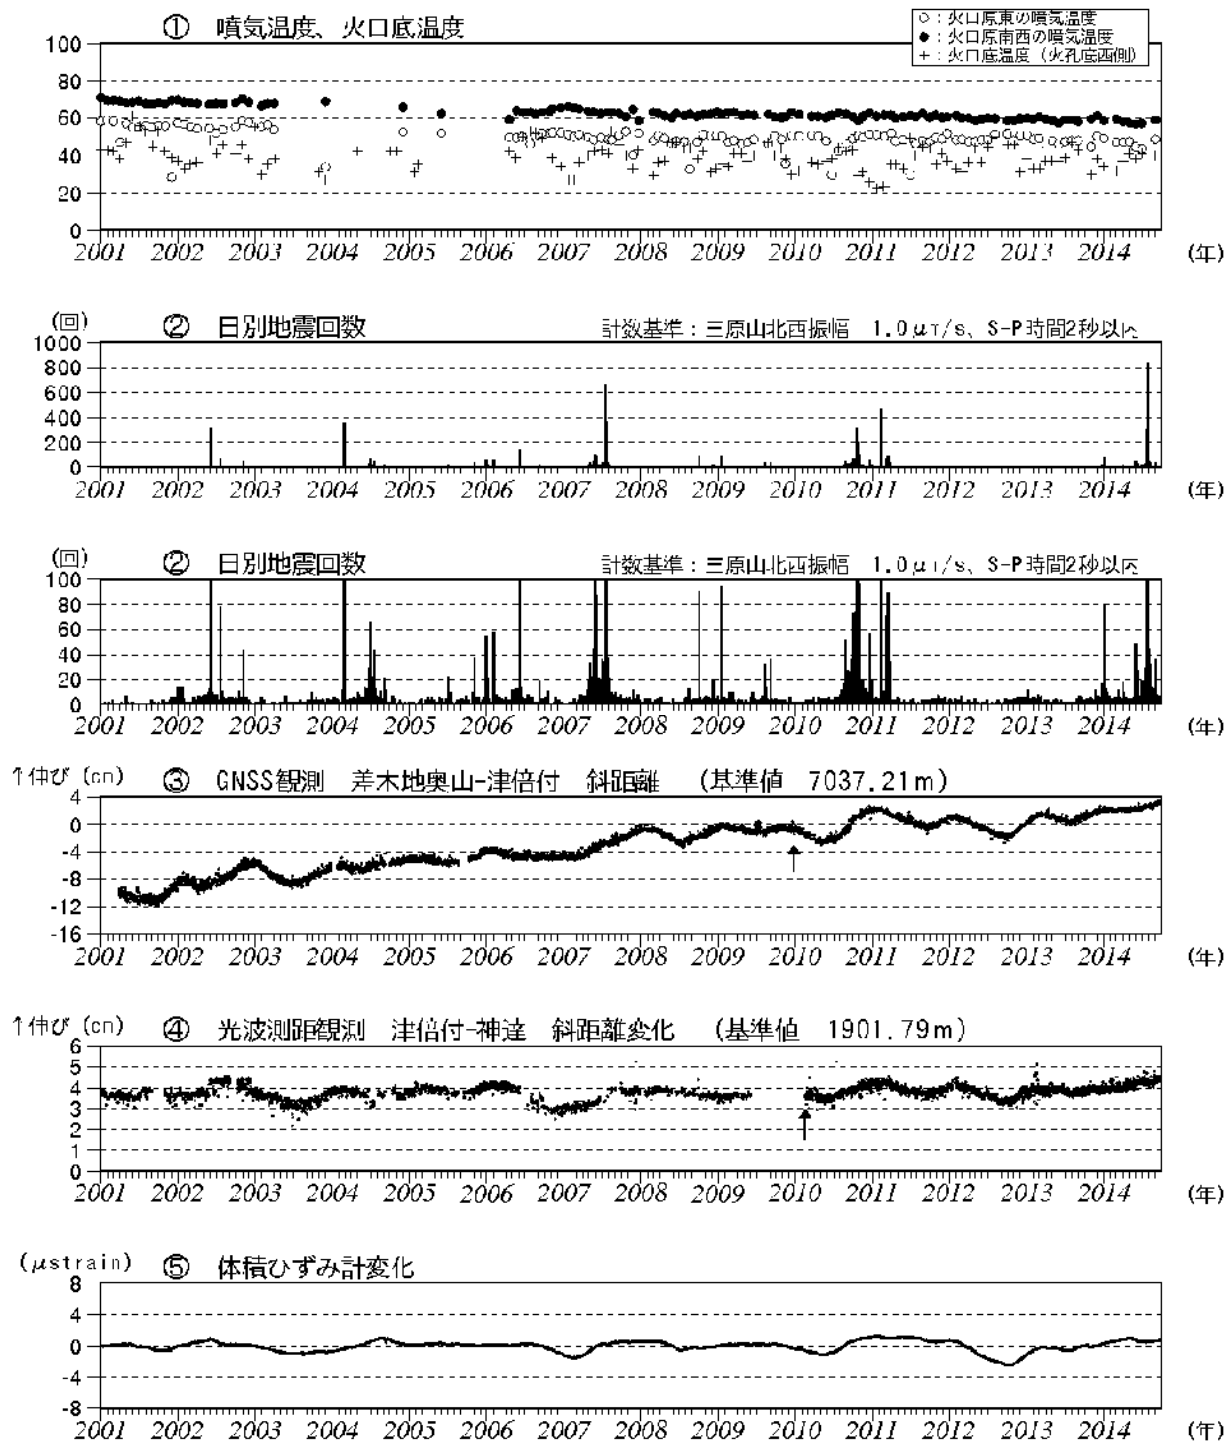 ① 噴気温度、火口底温度
○：火口原東の噴気温度
●：火口原南西の噴気温度
+：火口底温度（火孔底西側）
100
80
60
40
20
0
2001 2002 2003 2004 2005 2006 2007 2008 2009 2010 2011 2012 2013 2014 (年)
(回) ② 日別地震回数 計数基準：三原山北西振幅 1.0μm/s、S-P時間2秒以内
1000
800
600
400
200
0
2001 2002 2003 2004 2005 2006 2007 2008 2009 2010 2011 2012 2013 2014 (年)
(回) ② 日別地震回数 計数基準：三原山北西振幅 1.0μm/s、S-P時間2秒以内
100
80
60
40
20
0
2001 2002 2003 2004 2005 2006 2007 2008 2009 2010 2011 2012 2013 2014 (年)
↑伸び (cm) ③ GNSS観測 差木地奥山-津倍付 斜距離 (基準値 7037.21m)
4
0
-4
-8
-12
-16
2001 2002 2003 2004 2005 2006 2007 2008 2009 2010 2011 2012 2013 2014 (年)
↑伸び (cm) ④ 光波測距観測 津倍付-神達 斜距離変化 (基準値 1901.79m)
6
5
4
3
2
1
0
2001 2002 2003 2004 2005 2006 2007 2008 2009 2010 2011 2012 2013 2014 (年)
(μstrain) ⑤ 体積ひずみ計変化
8
4
0
-4
-8
2001 2002 2003 2004 2005 2006 2007 2008 2009 2010 2011 2012 2013 2014 (年)